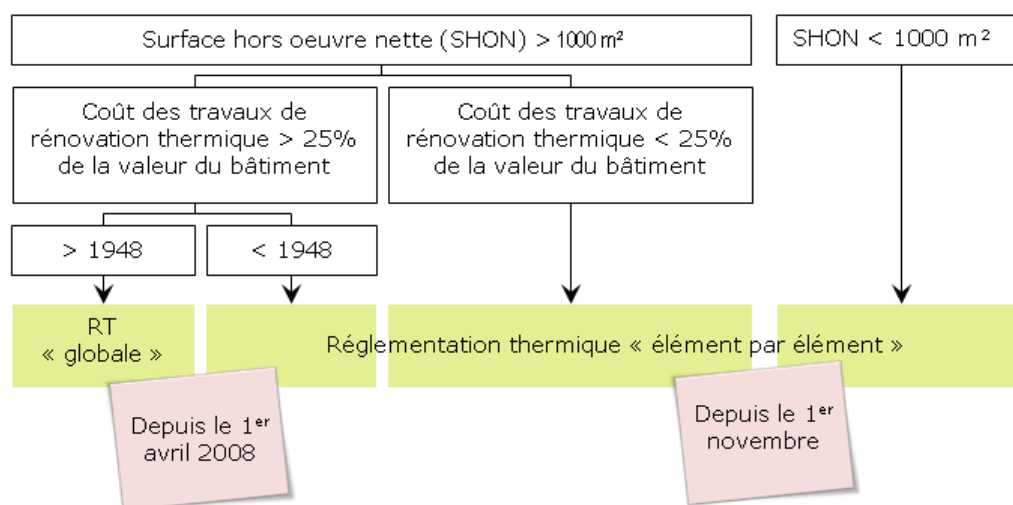 Surface hors oeuvre nette (SHON) > 1000 m²
SHON < 1000 m²
Coût des travaux de
rénovation thermique > 25%
de la valeur du bâtiment
Coût des travaux de
rénovation thermique < 25%
de la valeur du bâtiment
> 1948
< 1948
RT
« globale »
Réglementation thermique « élément par élément »
Depuis le 1er
avril 2008
Depuis le 1er
novembre